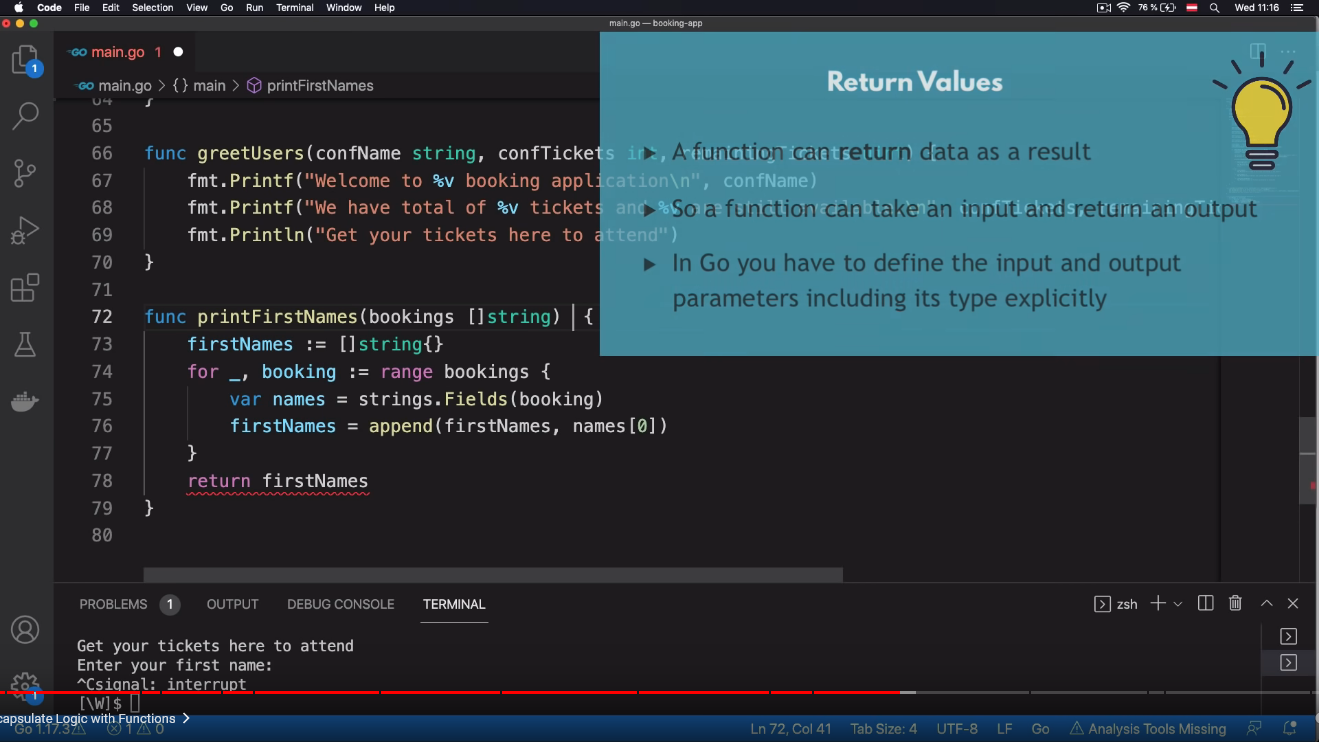 Code File Edit Selection View Go Run Terminal Window Help 76 % Wed 11:16
main.go — booking-app
GO main.go 1
GO main.go > {} main > printFirstNames
64 }
65
66 func greetUsers(confName string, confTickets int,
67 fmt.Printf("Welcome to %v booking application\n", confName)
68 fmt.Printf("We have total of %v tickets and %v
69 fmt.Println("Get your tickets here to attend")
70 }
71
72 func printFirstNames(bookings []string) {
73 firstNames := []string{}
74 for _, booking := range bookings {
75 var names = strings.Fields(booking)
76 firstNames = append(firstNames, names[0])
77 }
78 return firstNames
79 }
80
Return Values
A function can return data as a result
So a function can take an input and return an output
In Go you have to define the input and output
parameters including its type explicitly
1
PROBLEMS 1 OUTPUT DEBUG CONSOLE TERMINAL zsh
Get your tickets here to attend
Enter your first name:
^Csignal: interrupt
[\W]$
1
capsulate Logic with Functions >
Go 1.17.3 1 0 Ln 72, Col 41 Tab Size: 4 UTF-8 LF Go Analysis Tools Missing